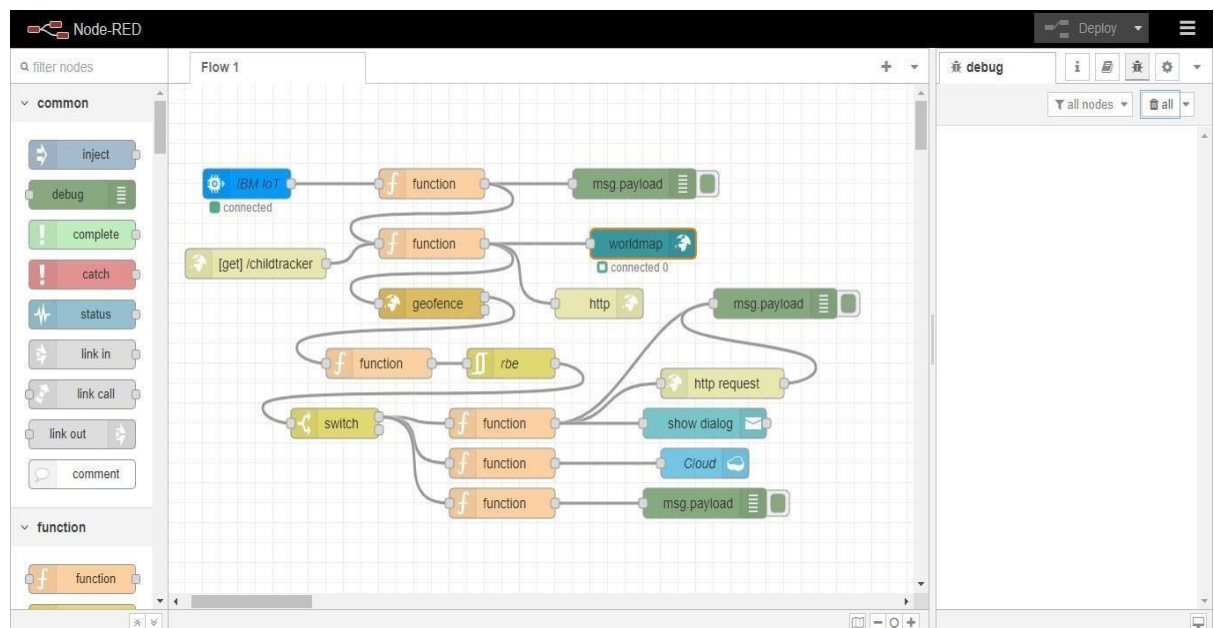 Node-RED
Deploy
filter nodes
Flow 1
debug
i
all nodes
all
common
inject
debug
complete
catch
status
link in
link call
link out
comment
function
function
IBM IoT
connected
function
msg.payload
[get] /childtracker
function
worldmap
connected 0
geofence
http
msg.payload
function
rbe
http request
switch
function
show dialog
function
Cloud
function
msg.payload